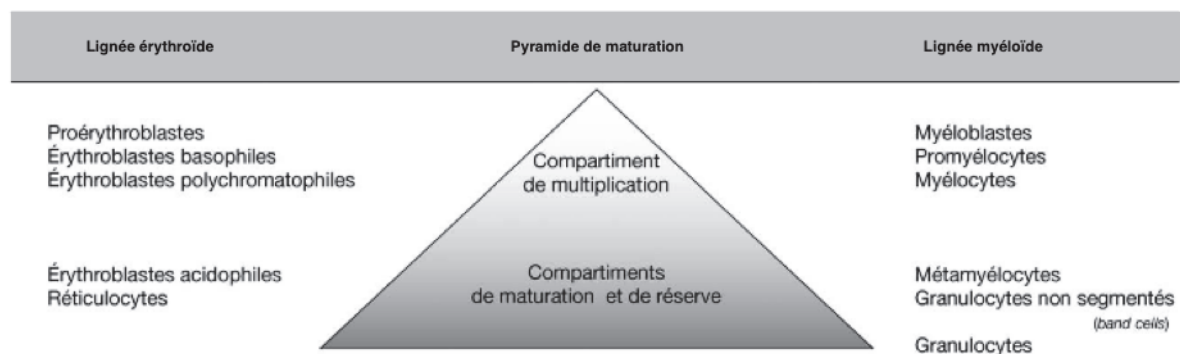 Lignée érythroïde
Pyramide de maturation
Lignée myéloïde
Proérythroblastes
Érythroblastes basophiles
Érythroblastes polychromatophiles
Compartiment
de multiplication
Myéloblastes
Promyélocytes
Myélocytes
Érythroblastes acidophiles
Réticulocytes
Compartiments
de maturation et de réserve
Métamyélocytes
Granulocytes non segmentés
(band cells)
Granulocytes